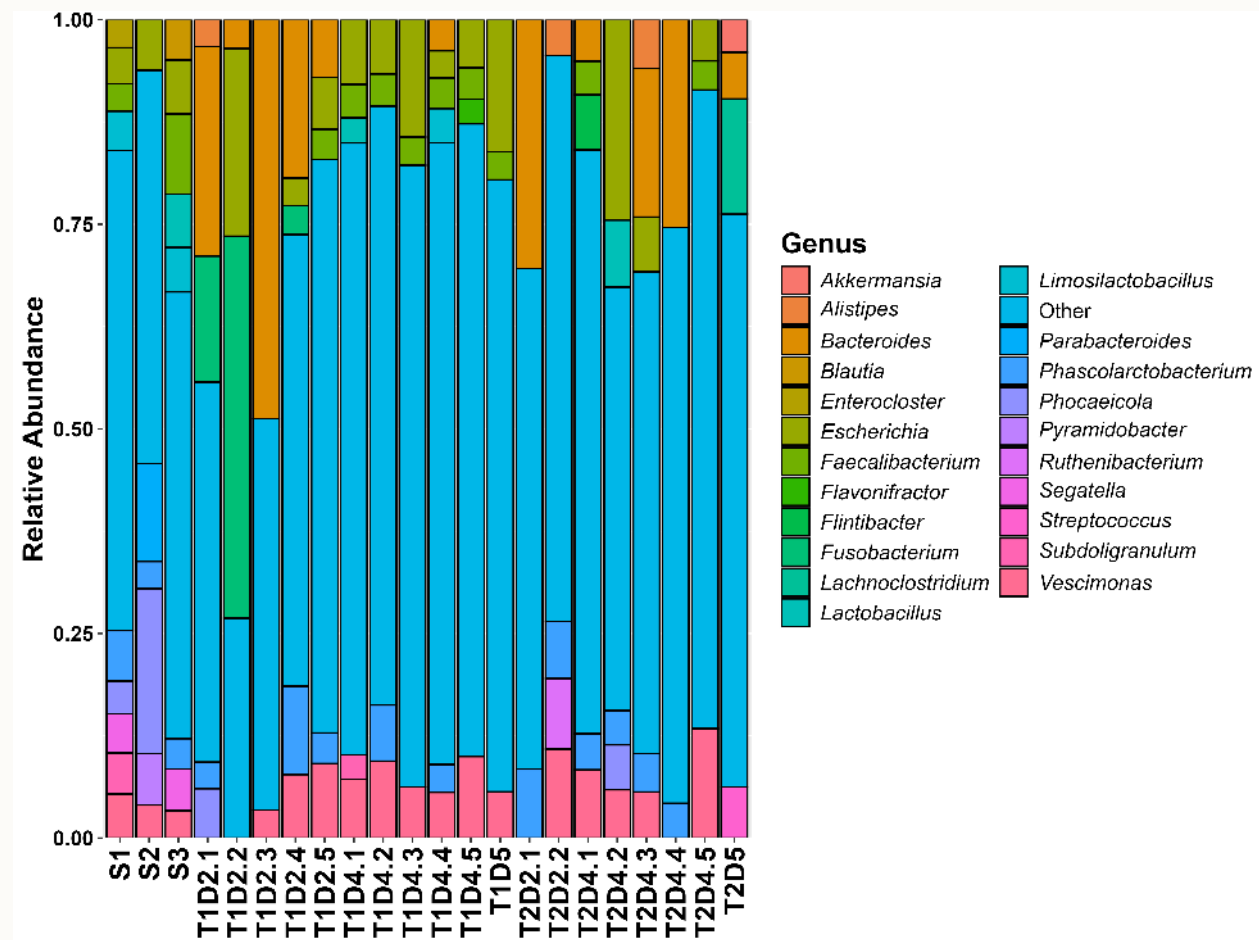 1.00
0.75
0.50
0.25
0.00
Relative Abundance
S1
S2
S3
T1D2.1
T1D2.2
T1D2.3
T1D2.4
T1D2.5
T1D4.1
T1D4.2
T1D4.3
T1D4.4
T1D4.5
T1D5
T2D2.1
T2D2.2
T2D4.1
T2D4.2
T2D4.3
T2D4.4
T2D4.5
T2D5
Genus
Akkermansia
Alistipes
Bacteroides
Blautia
Enterocloster
Escherichia
Faecalibacterium
Flavonifractor
Flintibacter
Fusobacterium
Lachnoclostridium
Lactobacillus
Limosilactobacillus
Other
Parabacteroides
Phascolarctobacterium
Phocaeicola
Pyramidobacter
Ruthenibacterium
Segatella
Streptococcus
Subdoligranulum
Vescimonas